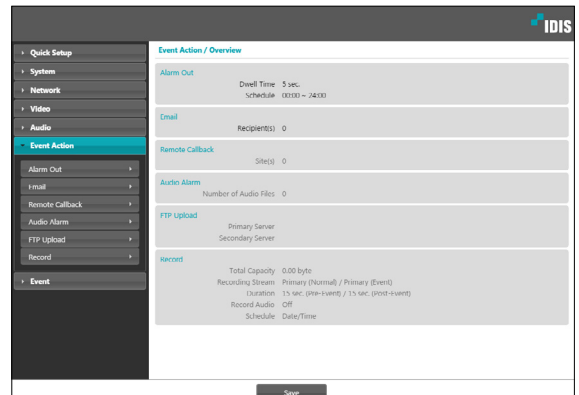 IDIS
Quick Setup
System
Network
Video
Audio
Event Action
Alarm Out
Email
Remote Callback
Audio Alarm
FTP Upload
Record
Event
Event Action / Overview
Alarm Out
Dwell Time 5 sec.
Schedule 00:00 ~ 24:00
Email
Recipient(s) 0
Remote Callback
Site(s) 0
Audio Alarm
Number of Audio Files 0
FTP Upload
Primary Server
Secondary Server
Record
Total Capacity 0.00 byte
Recording Stream Primary (Normal) / Primary (Event)
Duration 15 sec. (Pre-Event) / 15 sec. (Post-Event)
Record Audio Off
Schedule Date/Time
Save